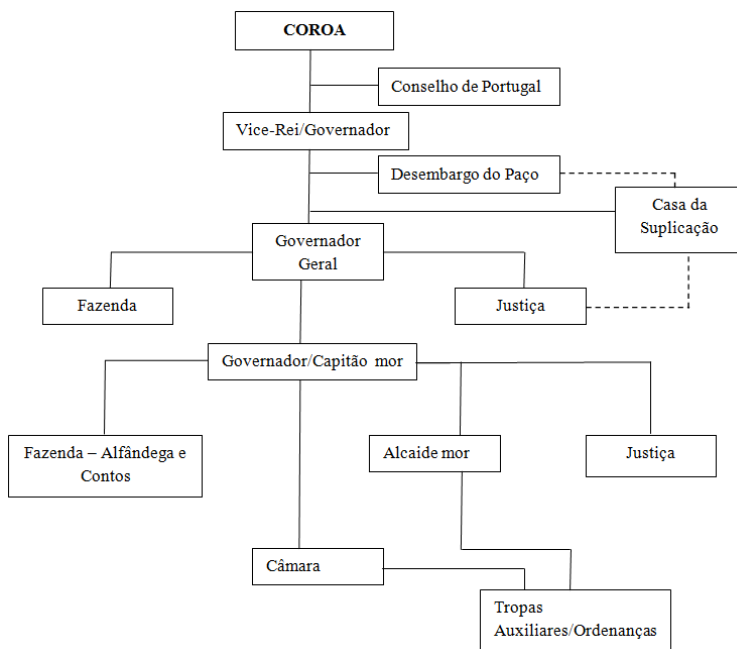 COROA
Conselho de Portugal
Vice-Rei/Governador
Desembargo do Paço
Casa da
Suplicação
Governador
Geral
Fazenda
Justiça
Governador/Capitão mor
Fazenda – Alfândega e
Contos
Alcaide mor
Justiça
Câmara
Tropas
Auxiliares/Ordenanças